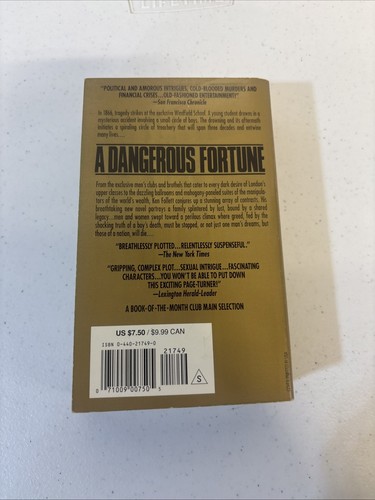 "POLITICAL AND AMOROUS INTRIGUES, COLD-BLOODED MURDERS AND
FINANCIAL CRISES...OLD-FASHIONED ENTERTAINMENT!"
—San Francisco Chronicle
In 1866, tragedy strikes at the exclusive Windfield School. A young student drowns in a
mysterious accident involving a small circle of boys. The drowning and its aftermath
initiates a spiraling circle of treachery that will span three decades and entwine
many lives...
A DANGEROUS FORTUNE
From the exclusive men's clubs and brothels that cater to every dark desire of London's
upper classes to the dazzling ballrooms and mahogany-paneled suites of the manipula-
tors of the world's wealth, Ken Follett conjures up a stunning array of contrasts. His
breathtaking new novel portrays a family splintered by lust, bound by a shared
legacy...men and women swept toward a perilous climax where greed, fed by the
shocking truth of a boy's death, must be stopped, or not just one man's dreams, but
those of a nation, will die...
"BREATHLESSLY PLOTTED...RELENTLESSLY SUSPENSEFUL."
—The New York Times
"GRIPPING, COMPLEX PLOT...SEXUAL INTRIGUE...FASCINATING
CHARACTERS...YOU WON'T BE ABLE TO PUT DOWN
THIS EXCITING PAGE-TURNER!"
—Lexington Herald-Leader
A BOOK-OF-THE-MONTH CLUB MAIN SELECTION
US $7.50 / $9.99 CAN
ISBN 0-440-21749-0
21749
0 71009 00750 5
S